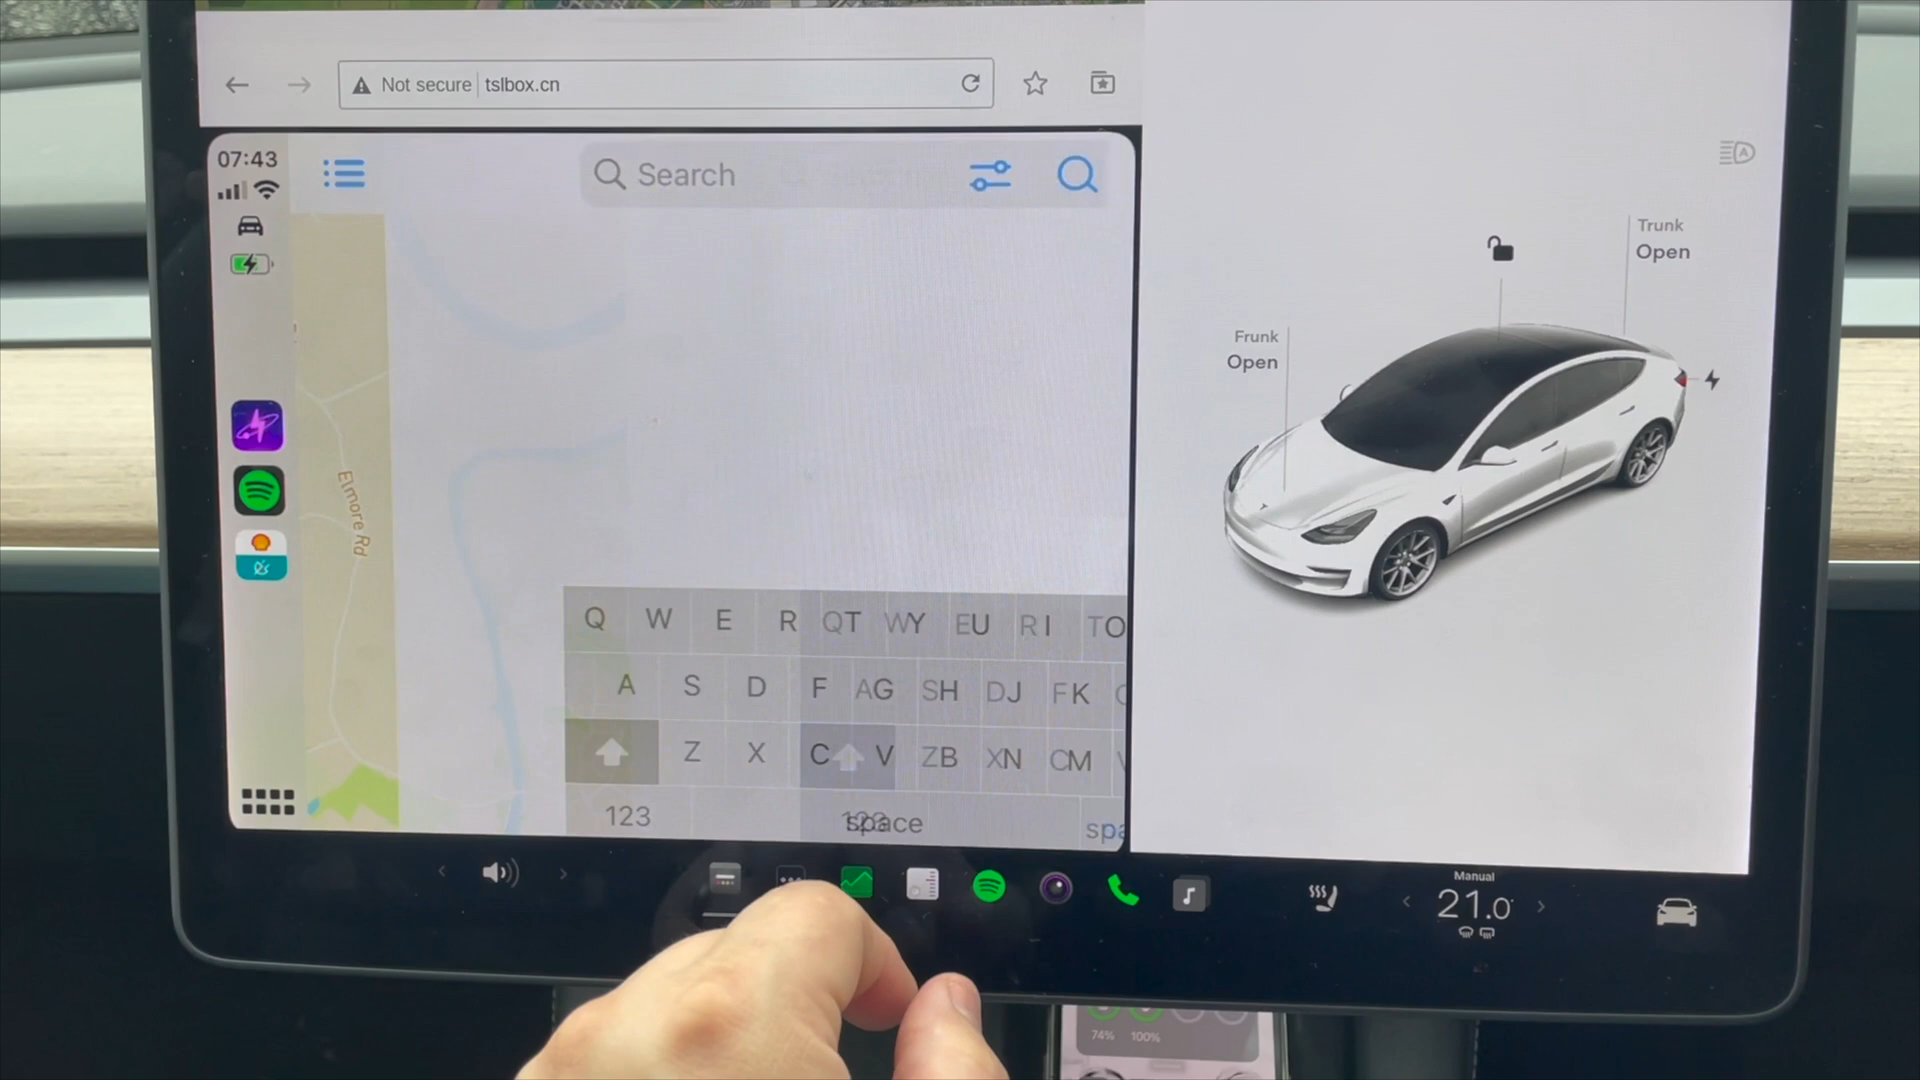 Not secure tslbox.cn
07:43
Search
Elmore Rd
Q W E R QT WY EU RI TO
A S D F AG SH DJ FK
Z X C V ZB XN CM
123 space
Trunk
Open
Frunk
Open
Manual
21.0
74% 100%